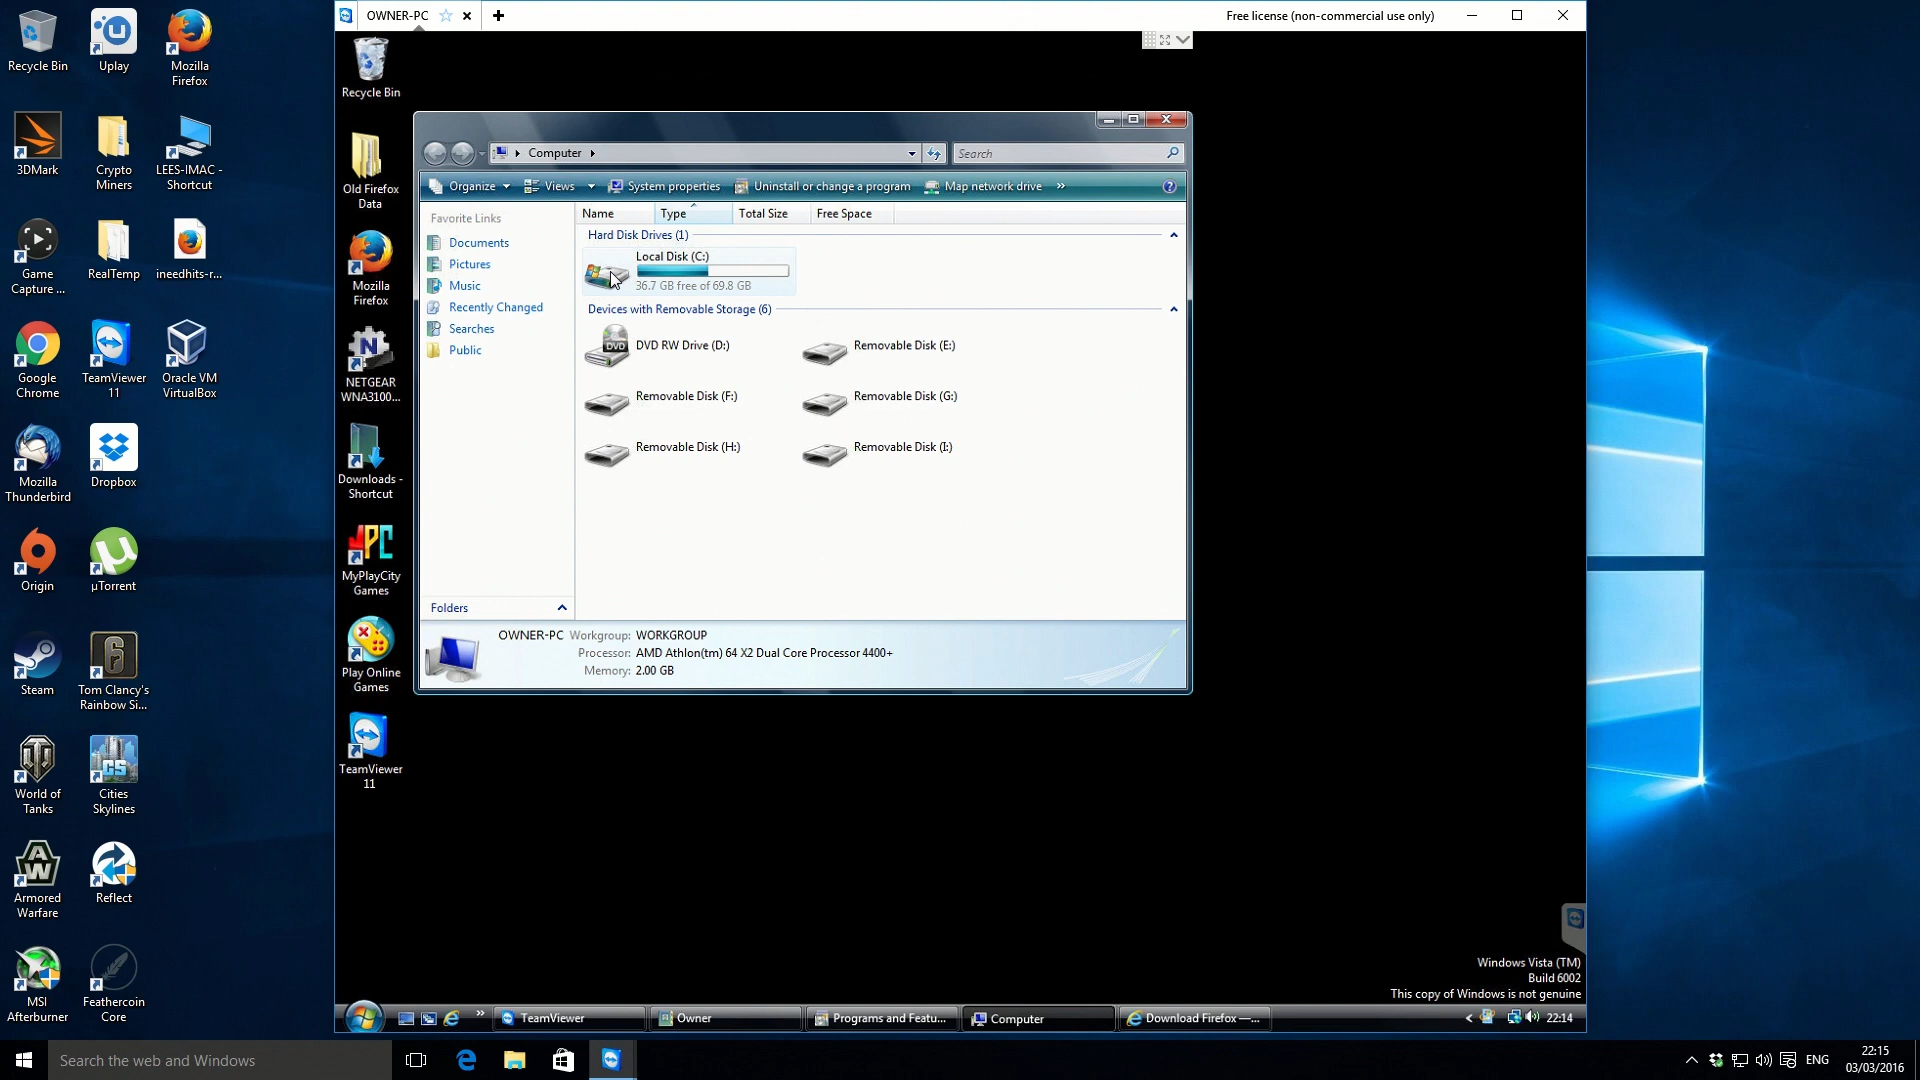 Recycle Bin
Uplay
Mozilla
Firefox
3DMark
Crypto
Miners
LEES-IMAC -
Shortcut
Game
Capture ...
RealTemp
ineedhits-r...
Google
Chrome
TeamViewer
11
Oracle VM
VirtualBox
Mozilla
Thunderbird
Dropbox
Origin
µTorrent
Steam
Tom Clancy's
Rainbow Si...
World of
Tanks
CS
Cities
Skylines
AW
Armored
Warfare
Reflect
MSI
Afterburner
Feathercoin
Core
OWNER-PC
Free license (non-commercial use only)
Recycle Bin
Old Firefox
Data
Mozilla
Firefox
N
NETGEAR
WNA3100...
Downloads -
Shortcut
MyPlayCity
Games
Play Online
Games
TeamViewer
11
Computer
Search
Organize
Views
System properties
Uninstall or change a program
Map network drive
»
Favorite Links
Documents
Pictures
Music
Recently Changed
Searches
Public
Folders
Name
Type
Total Size
Free Space
Hard Disk Drives (1)
Local Disk (C:)
36.7 GB free of 69.8 GB
Devices with Removable Storage (6)
DVD
DVD RW Drive (D:)
Removable Disk (E:)
Removable Disk (F:)
Removable Disk (G:)
Removable Disk (H:)
Removable Disk (I:)
OWNER-PC Workgroup: WORKGROUP
Processor: AMD Athlon(tm) 64 X2 Dual Core Processor 4400+
Memory: 2.00 GB
Windows Vista (TM)
Build 6002
This copy of Windows is not genuine
»
TeamViewer
Owner
Programs and Featu...
Computer
Download Firefox —...
22:14
Search the web and Windows
ENG
22:15
03/03/2016